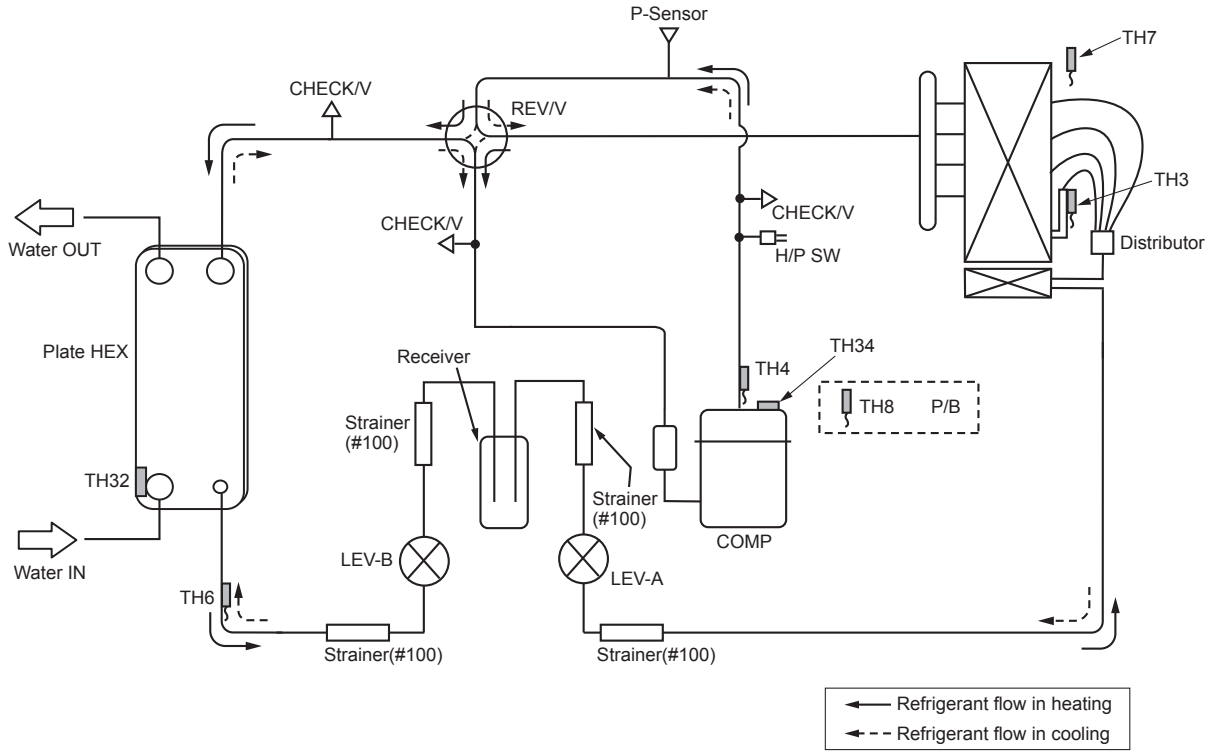 P-Sensor
TH7
CHECK/V
REV/V
TH3
CHECK/V
Water OUT
CHECK/V
H/P SW
Distributor
Plate HEX
Receiver
TH34
TH4
TH8 P/B
Strainer
(#100)
TH32
Strainer
(#100)
COMP
Water IN
LEV-B
LEV-A
TH6
Strainer(#100)
Strainer(#100)
Refrigerant flow in heating
Refrigerant flow in cooling